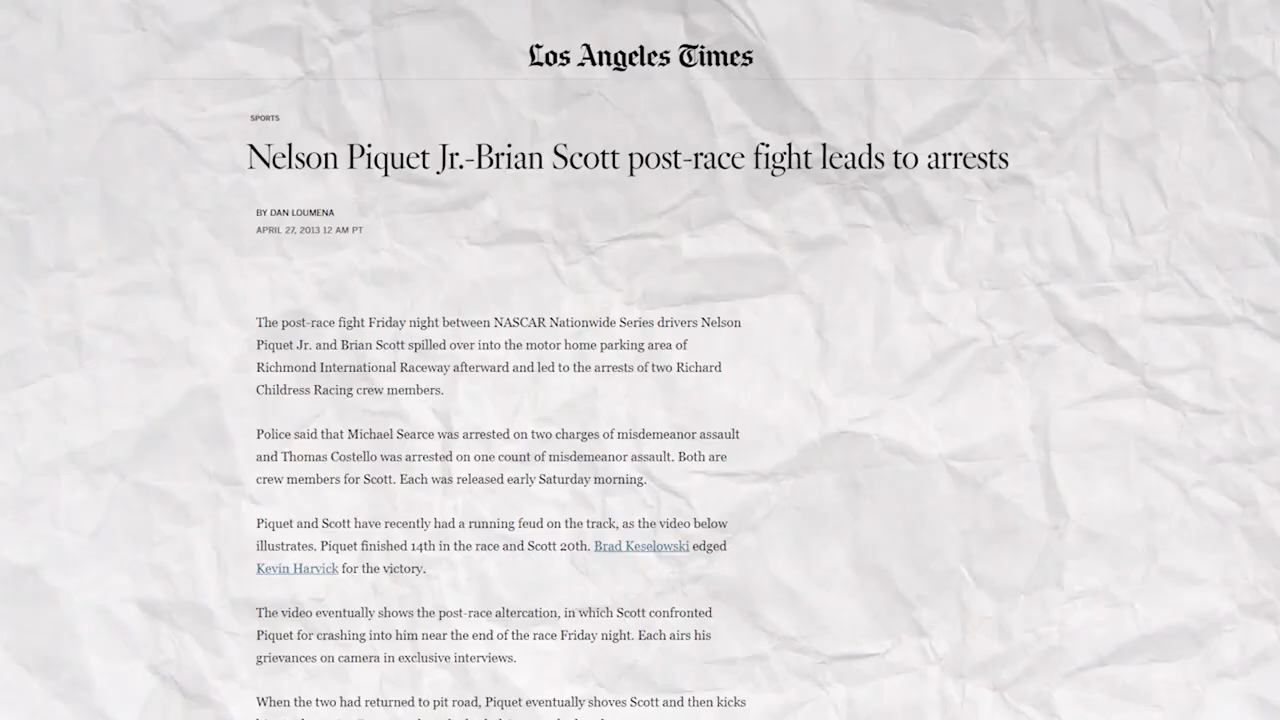 Los Angeles Times
SPORTS
Nelson Piquet Jr.-Brian Scott post-race fight leads to arrests
BY DAN LOUMENA
APRIL 27, 2013 12 AM PT
The post-race fight Friday night between NASCAR Nationwide Series drivers Nelson
Piquet Jr. and Brian Scott spilled over into the motor home parking area of
Richmond International Raceway afterward and led to the arrests of two Richard
Childress Racing crew members.
Police said that Michael Searce was arrested on two charges of misdemeanor assault
and Thomas Costello was arrested on one count of misdemeanor assault. Both are
crew members for Scott. Each was released early Saturday morning.
Piquet and Scott have recently had a running feud on the track, as the video below
illustrates. Piquet finished 14th in the race and Scott 20th. Brad Keselowski edged
Kevin Harvick for the victory.
The video eventually shows the post-race altercation, in which Scott confronted
Piquet for crashing into him near the end of the race Friday night. Each airs his
grievances on camera in exclusive interviews.
When the two had returned to pit road, Piquet eventually shoves Scott and then kicks